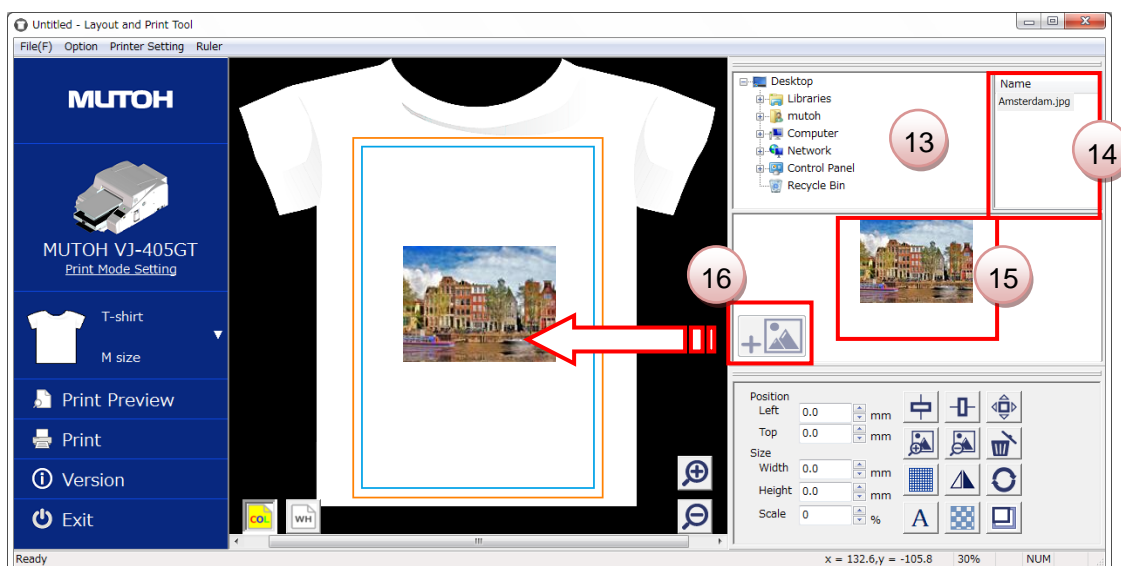 Untitled - Layout and Print Tool
File(F) Option Printer Setting Ruler
MUTOH
MUTOH VJ-405GT
Print Mode Setting
T-shirt
M size
Print Preview
Print
Version
Exit
COL
WH
Desktop
Libraries
mutoh
Computer
Network
Control Panel
Recycle Bin
13
Name
Amsterdam.jpg
14
15
16
Position
Left 0.0 mm
Top 0.0 mm
Size
Width 0.0 mm
Height 0.0 mm
Scale 0 %
A
Ready
x = 132.6,y = -105.8 30% NUM